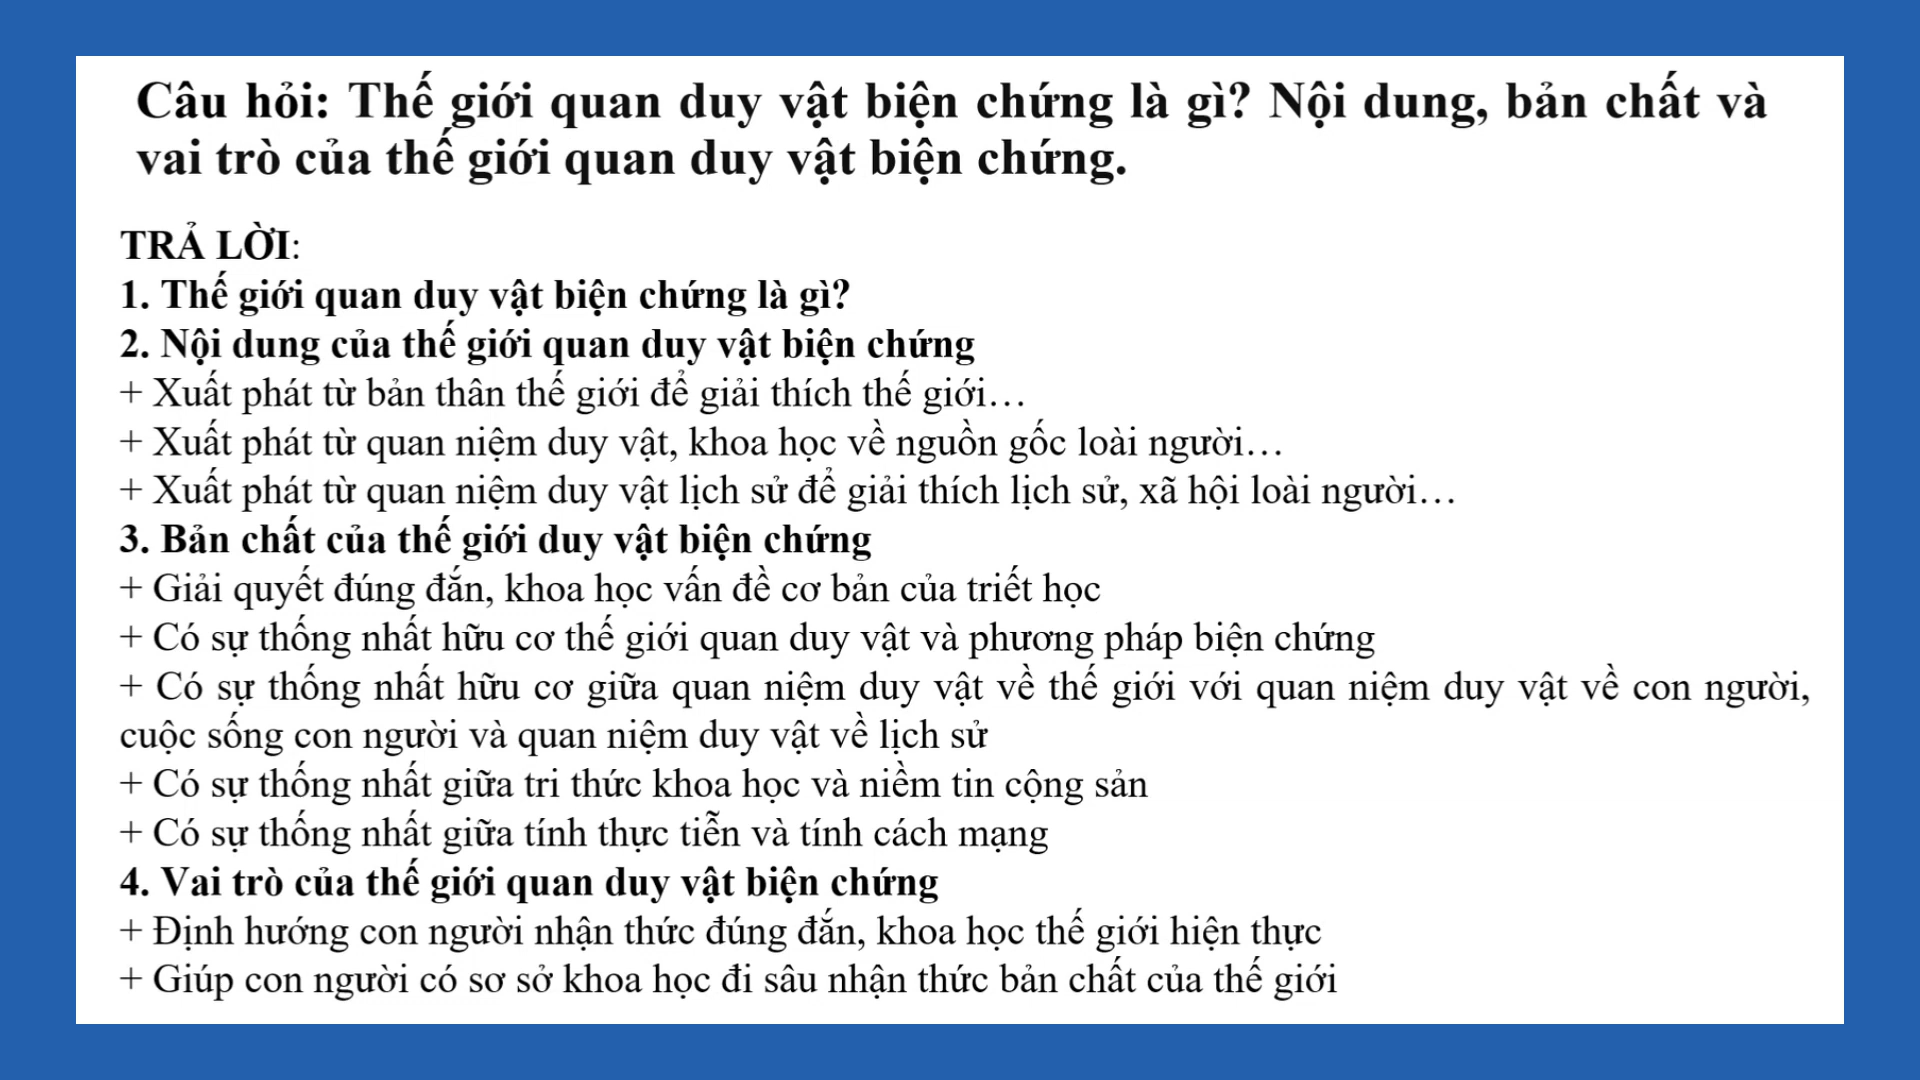 Câu hỏi: Thế giới quan duy vật biện chứng là gì? Nội dung, bản chất và
vai trò của thế giới quan duy vật biện chứng.
TRẢ LỜI:
1. Thế giới quan duy vật biện chứng là gì?
2. Nội dung của thế giới quan duy vật biện chứng
+ Xuất phát từ bản thân thế giới để giải thích thế giới…
+ Xuất phát từ quan niệm duy vật, khoa học về nguồn gốc loài người…
+ Xuất phát từ quan niệm duy vật lịch sử để giải thích lịch sử, xã hội loài người…
3. Bản chất của thế giới duy vật biện chứng
+ Giải quyết đúng đắn, khoa học vấn đề cơ bản của triết học
+ Có sự thống nhất hữu cơ thế giới quan duy vật và phương pháp biện chứng
+ Có sự thống nhất hữu cơ giữa quan niệm duy vật về thế giới với quan niệm duy vật về con người,
cuộc sống con người và quan niệm duy vật về lịch sử
+ Có sự thống nhất giữa tri thức khoa học và niềm tin cộng sản
+ Có sự thống nhất giữa tính thực tiễn và tính cách mạng
4. Vai trò của thế giới quan duy vật biện chứng
+ Định hướng con người nhận thức đúng đắn, khoa học thế giới hiện thực
+ Giúp con người có sơ sở khoa học đi sâu nhận thức bản chất của thế giới